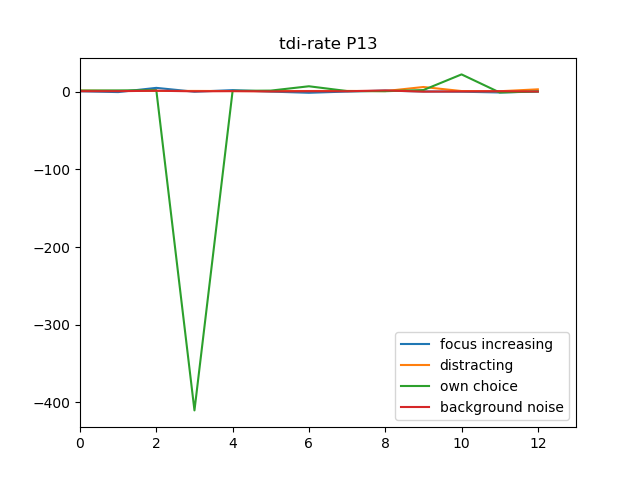 tdi-rate P13
0
−100
−200
−300
−400
0 2 4 6 8 10 12
focus increasing
distracting
own choice
background noise